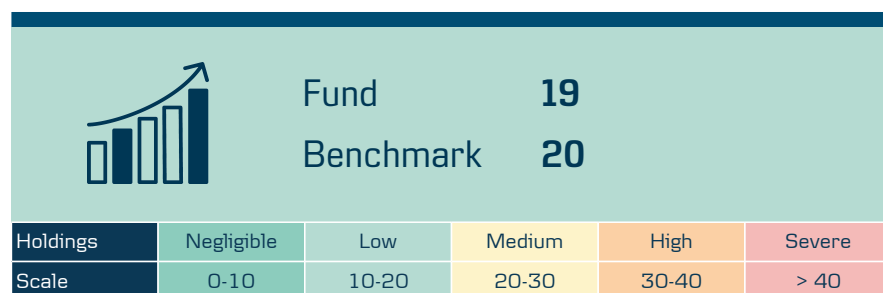 Fund 19
Benchmark 20
Holdings Negligible Low Medium High Severe
Scale 0-10 10-20 20-30 30-40 > 40